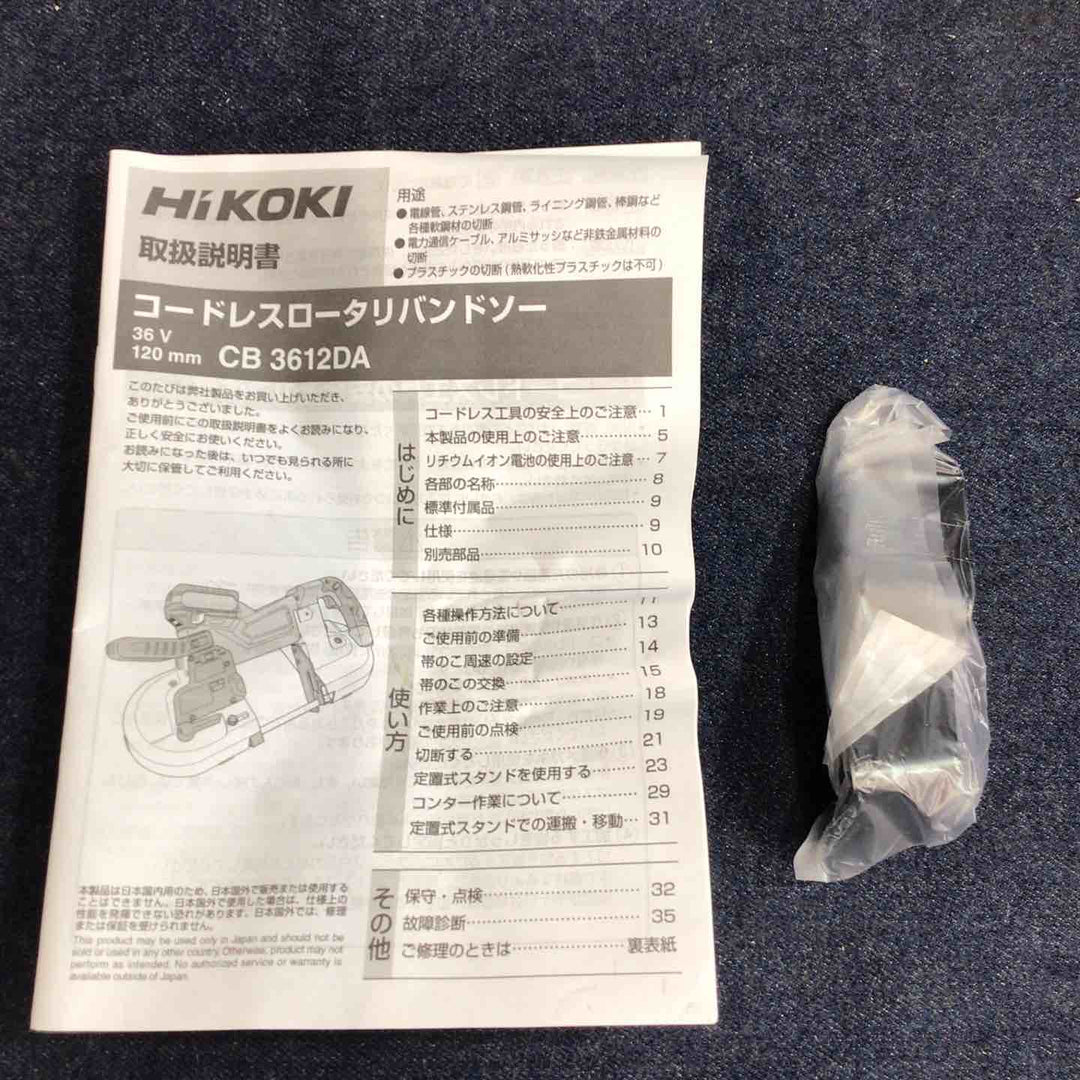 HiKOKI
取扱説明書
用途
●電線管、ステンレス鋼管、ライニング鋼管、棒鋼など
各種軟鋼材の切断
●電力通信ケーブル、アルミサッシなど非鉄金属材料の
切断
●プラスチックの切断(熱軟化性プラスチックは不可)
コードレスロータリバンドソー
36 V
120 mm CB 3612DA
このたびは弊社製品をお買い上げいただき、
ありがとうございました。
ご使用前にこの取扱説明書をよくお読みになり、
正しく安全にお使いください。
お読みになった後は、いつでも見られる所に
大切に保管してご利用ください。
はじめに
コードレス工具の安全上のご注意… 1
本製品の使用上のご注意………… 5
リチウムイオン電池の使用上のご注意… 7
各部の名称………………… 8
標準付属品………………… 9
仕様………………… 9
別売部品………………… 10
使い方
各種操作方法について………… 11
ご使用前の準備………… 13
帯のこ周速の設定………… 14
帯のこの交換………… 15
作業上のご注意………… 18
ご使用前の点検………… 19
切断する………… 21
定置式スタンドを使用する……… 23
コンター作業について………… 29
定置式スタンドでの運搬・移動… 31
その他
保守・点検………… 32
故障診断………… 35
ご修理のときは………… 裏表紙
本製品は日本国内用のため、日本国外で販売または使用する
ことはできません。日本国外で使用した場合は、仕様上の
性能を発揮できない恐れがあります。日本国外では、修理
または保証を受けられません。
This product may be used only in Japan and should not be
sold or used in any other country. Otherwise, product may not
perform as intended. No authorized service or warranty is
available outside of Japan.